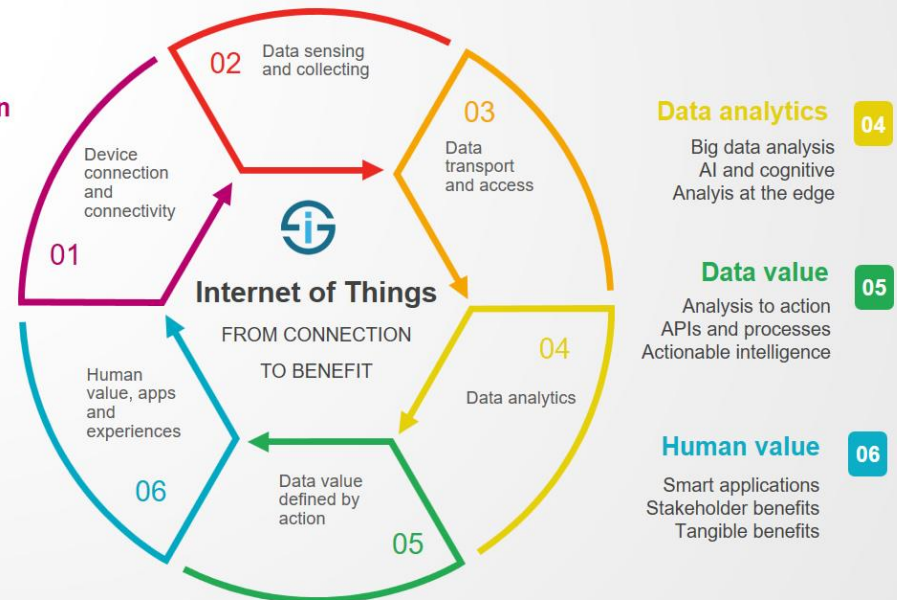 n
02
Data sensing
and collecting
03
Data
transport
and access
Device
connection
and
connectivity
01
Internet of Things
FROM CONNECTION
TO BENEFIT
04
Data analytics
Human
value, apps
and
experiences
06
Data value
defined by
action
05
Data analytics
04
Big data analysis
AI and cognitive
Analyis at the edge
Data value
05
Analysis to action
APIs and processes
Actionable intelligence
Human value
06
Smart applications
Stakeholder benefits
Tangible benefits